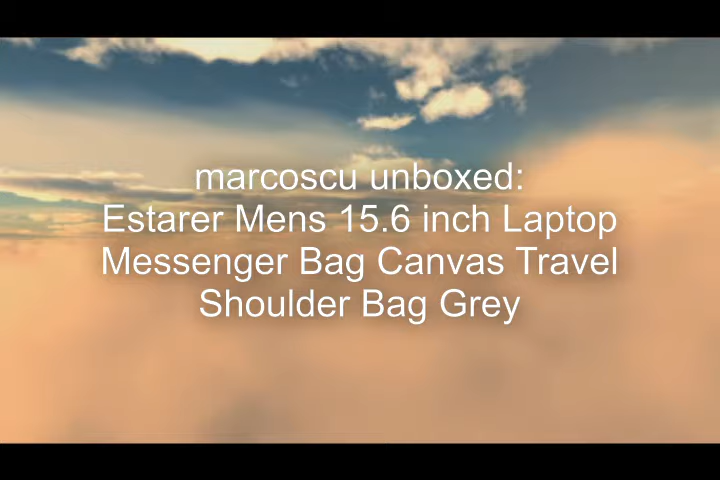 marcoscu unboxed:
Estarer Mens 15.6 inch Laptop
Messenger Bag Canvas Travel
Shoulder Bag Grey